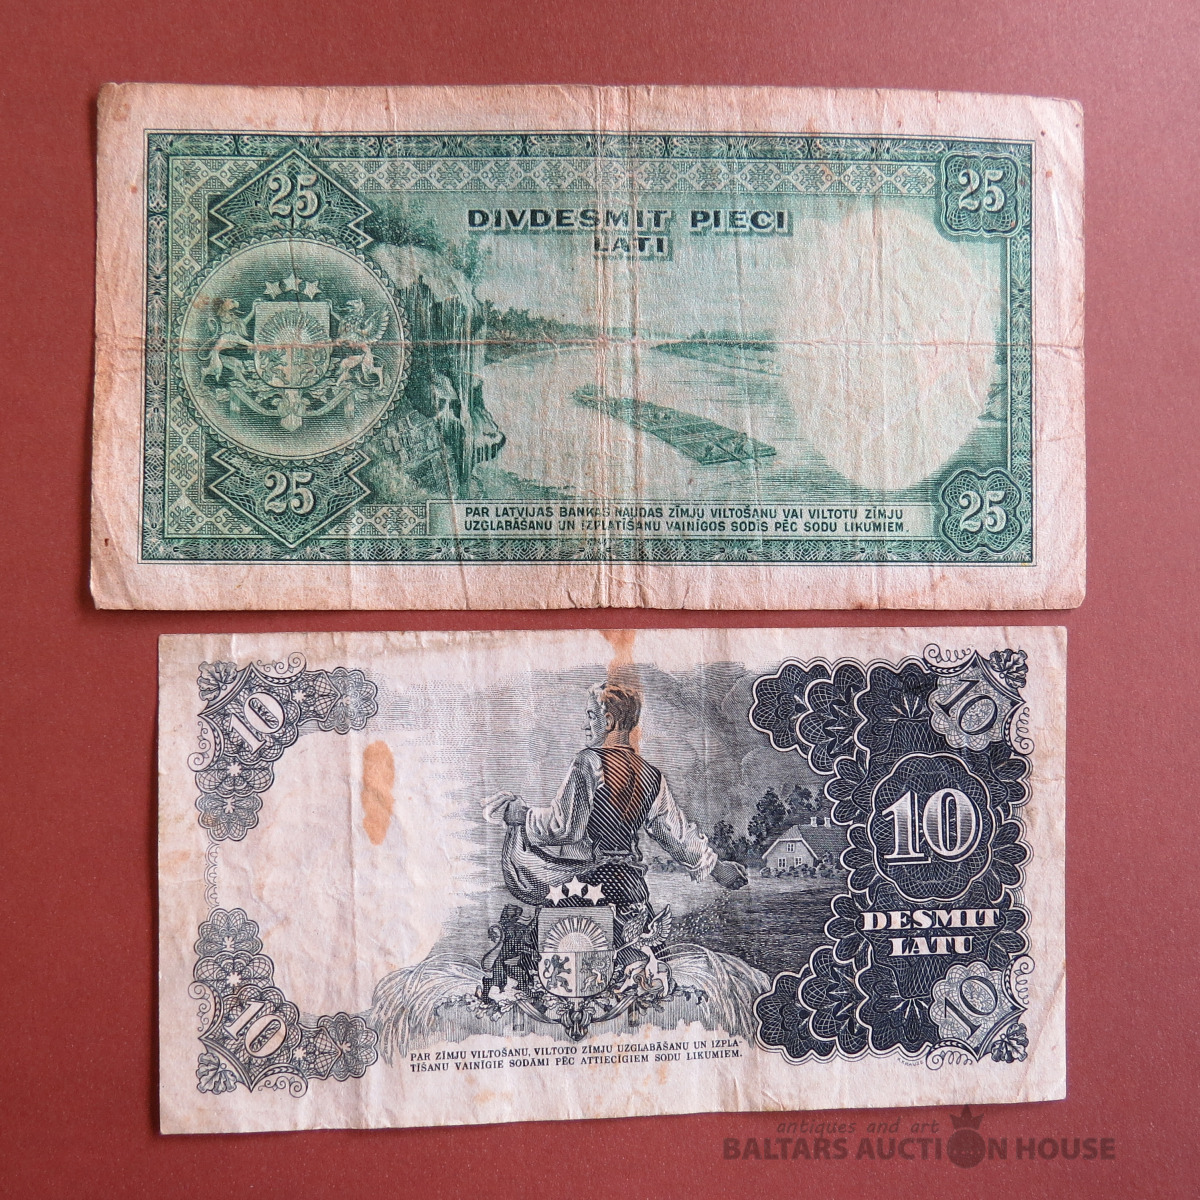 25
25
DIVDESMIT PIECI
LATI
25
PAR LATVIJAS BANKAS NAUDAS ZĪMJU VILTOŠANU VAI VILTOTU ZĪMJU
UZGLABĀŠANU UN IZPLATĪŠANU VAINĪGOS SODĪS PĒC SODU LIKUMIEM.
25
10
10
10
DESMIT
LATU
10
10
PAR ZĪMJU VILTOŠANU, VILTOTO ZĪMJU UZGLABĀŠANU UN IZPLA-
TĪŠANU VAINĪGIE SODĀMI PĒC ATTIECĪGIEM SODU LIKUMIEM.
antiques and art
BALTARS AUCTION HOUSE